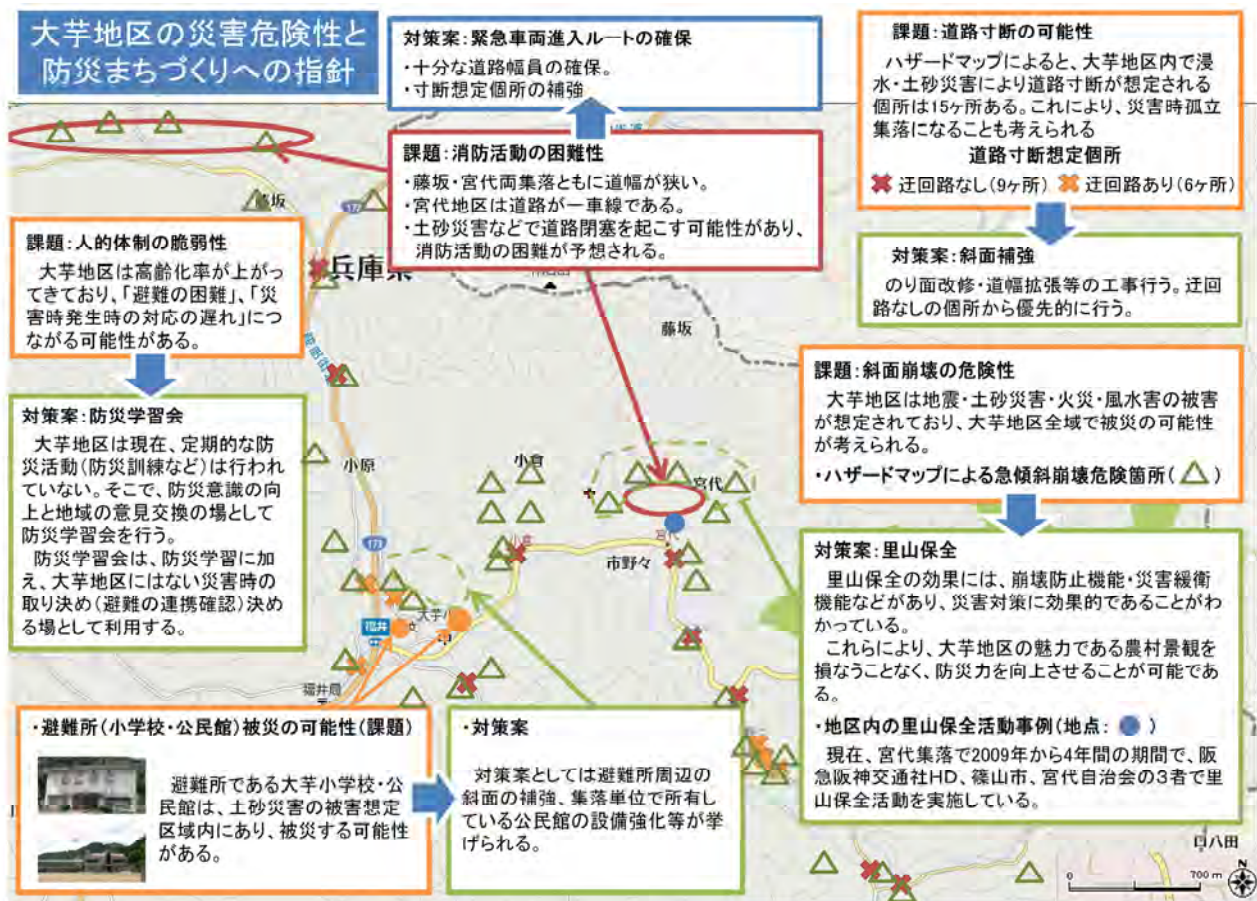 大芋地区の災害危険性と
防災まちづくりへの指針
対策案：緊急車両進入ルートの確保
・十分な道路幅員の確保。
・寸断想定個所の補強
課題：消防活動の困難性
・藤坂・宮代両集落ともに道幅が狭い。
・宮代地区は道路が一車線である。
・土砂災害などで道路閉塞を起こす可能性があり、
消防活動の困難が予想される。
課題：道路寸断の可能性
ハザードマップによると、大芋地区内で浸
水・土砂災害により道路寸断が想定される
個所は15ヶ所ある。これにより、災害時孤立
集落になることも考えられる
道路寸断想定個所
迂回路なし（9ヶ所） 迂回路あり（6ヶ所）
対策案：斜面補強
のり面改修・道幅拡張等の工事行う。迂回
路なしの個所から優先的に行う。
課題：人的体制の脆弱性
大芋地区は高齢化率が上がっ
てきており、「避難の困難」、「災
害時発生時の対応の遅れ」につ
ながる可能性がある。
対策案：防災学習会
大芋地区は現在、定期的な防
災活動（防災訓練など）は行われ
ていない。そこで、防災意識の向
上と地域の意見交換の場として
防災学習会を行う。
防災学習会は、防災学習に加
え、大芋地区にはない災害時の
取り決め（避難の連携確認）決め
る場として利用する。
課題：斜面崩壊の危険性
大芋地区は地震・土砂災害・火災・風水害の被害
が想定されており、大芋地区全域で被災の可能性
が考えられる。
・ハザードマップによる急傾斜崩壊危険箇所（△）
対策案：里山保全
里山保全の効果には、崩壊防止機能・災害緩衝
機能などがあり、災害対策に効果的であることがわ
かっている。
これらにより、大芋地区の魅力である農村景観を
損なうことなく、防災力を向上させることが可能であ
る。
・地区内の里山保全活動事例（地点：●）
現在、宮代集落で2009年から4年間の期間で、阪
急阪神交通社HD、篠山市、宮代自治会の3者で里
山保全活動を実施している。
・避難所（小学校・公民館）被災の可能性（課題）
避難所である大芋小学校・公
民館は、土砂災害の被害想定
区域内にあり、被災する可能性
がある。
・対策案
対策案としては避難所周辺の
斜面の補強、集落単位で所有し
ている公民館の設備強化等が挙
げられる。
兵庫県
173
藤坂
小原
小倉
宮代
市野々
小倉
173
福井
福井局
口八田
0 700 m
N